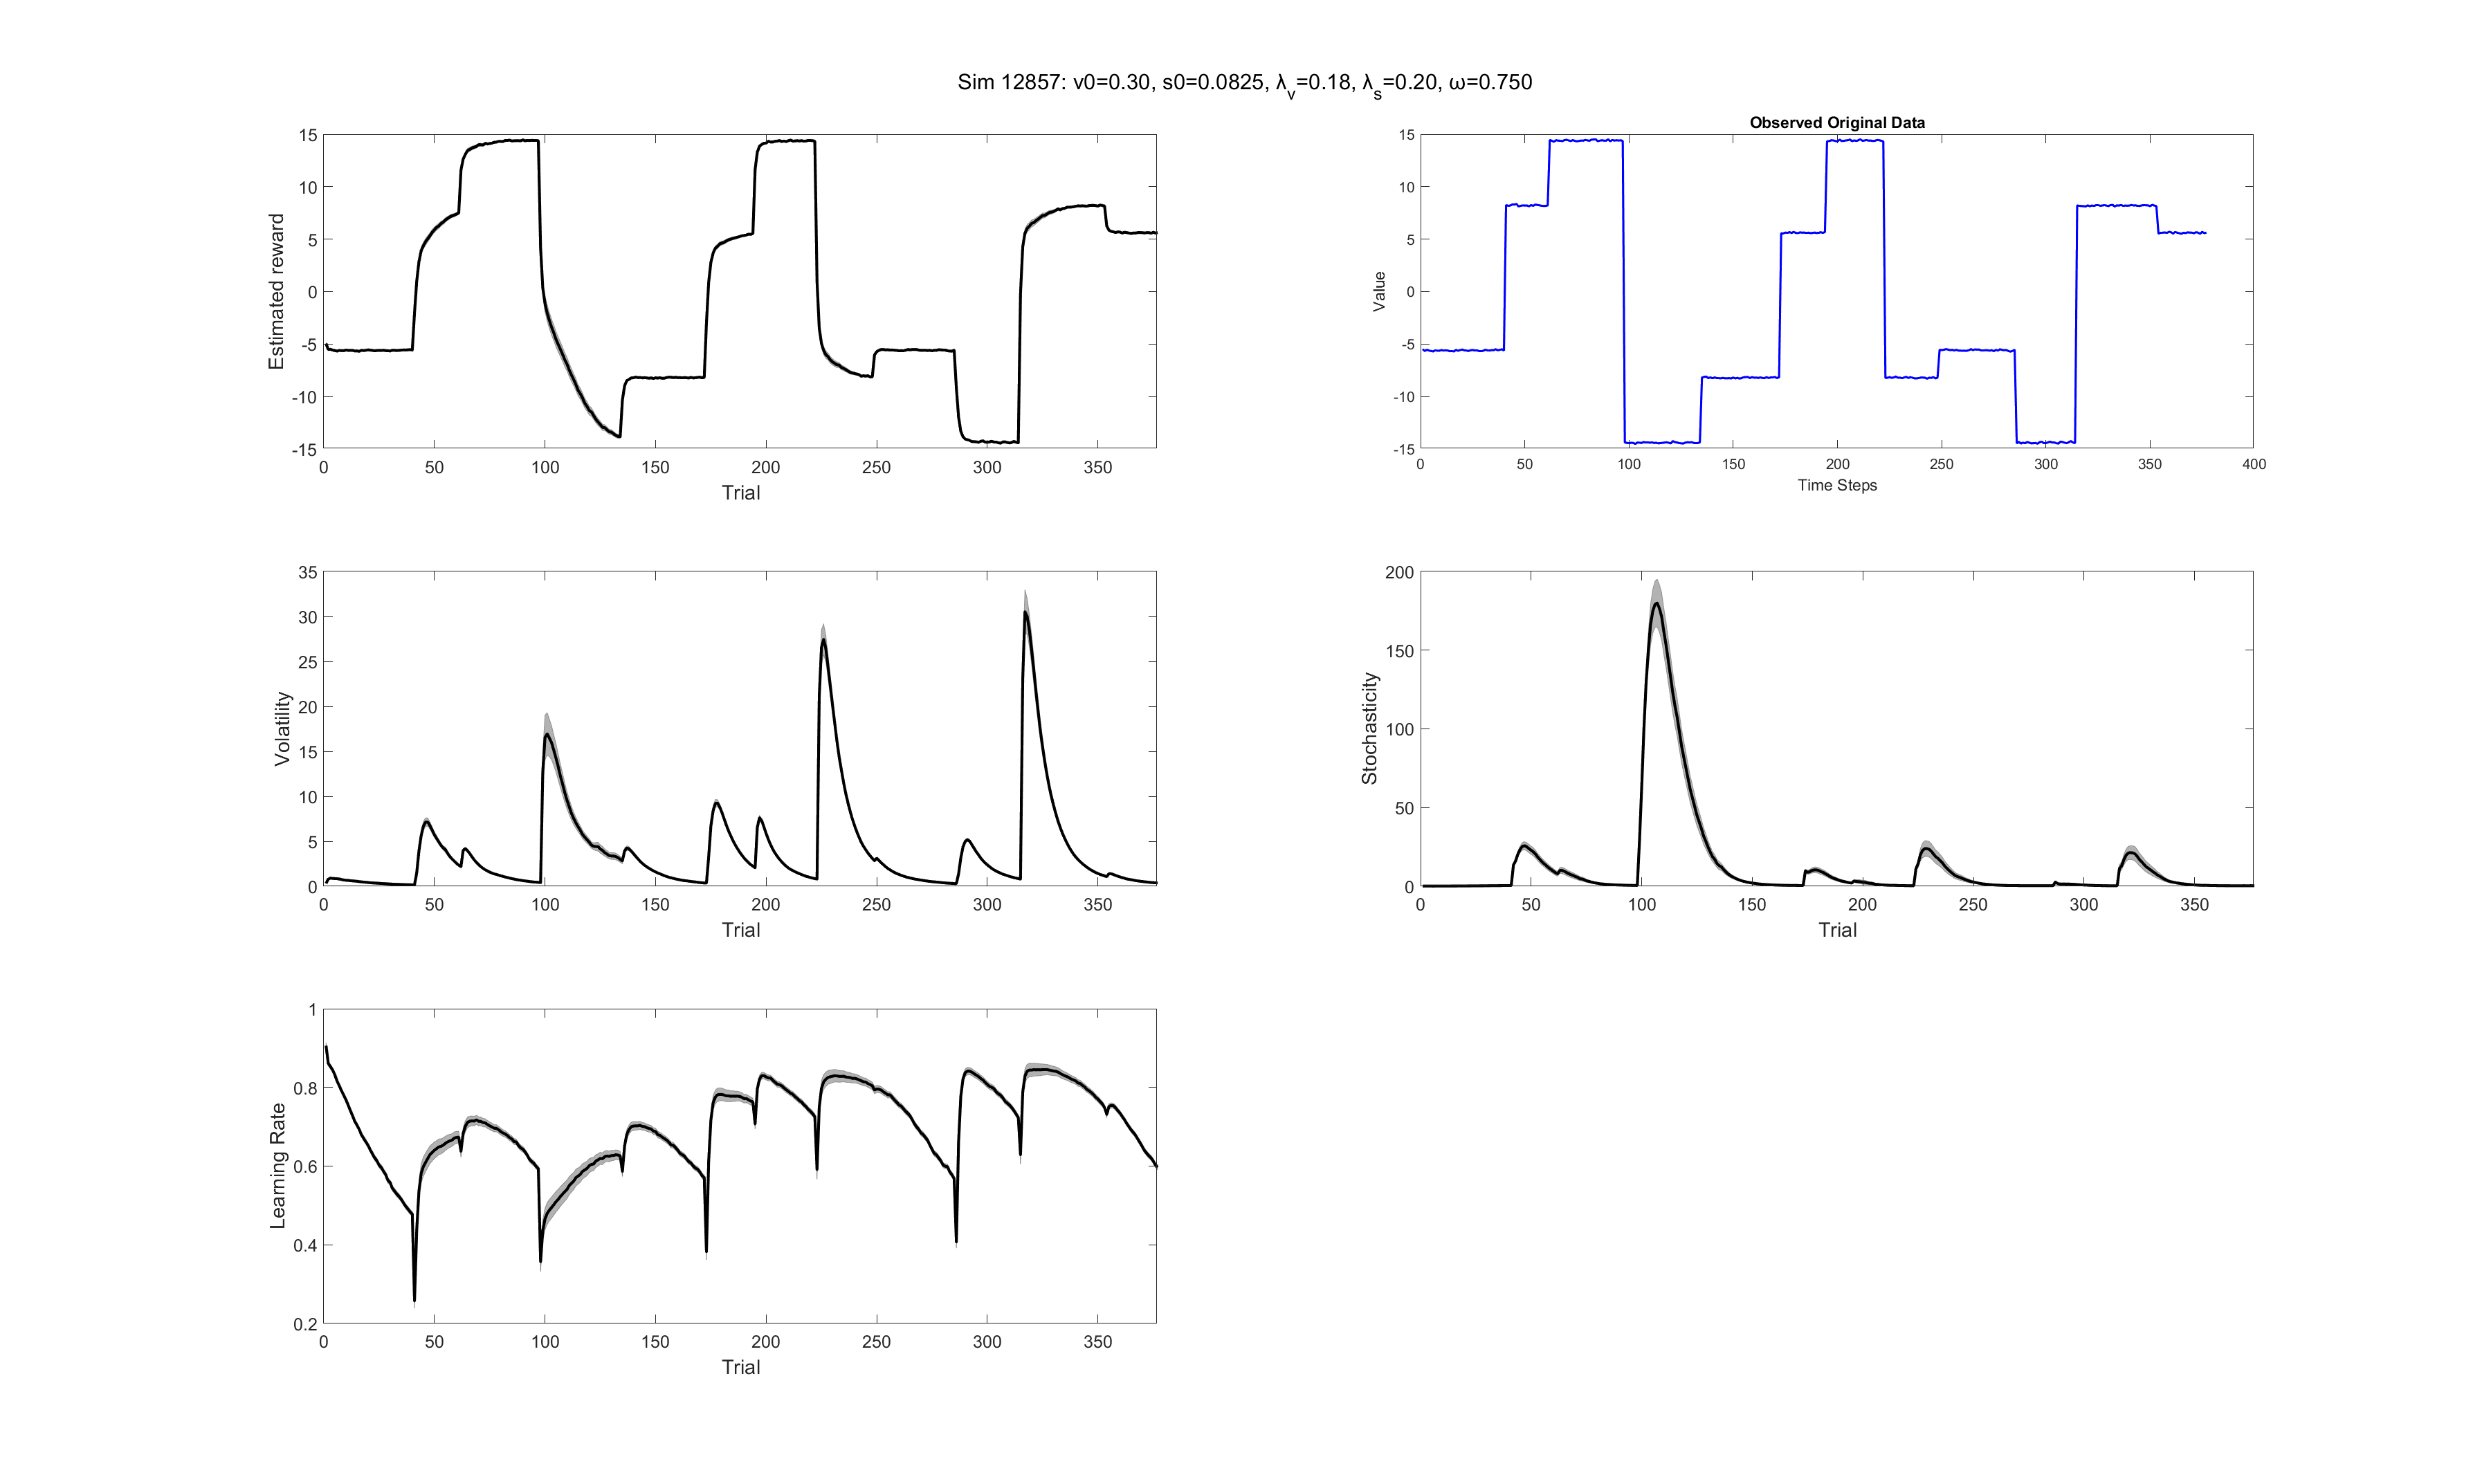 Sim 12857: v0=0.30, s0=0.0825, λv=0.18, λs=0.20, ω=0.750
Estimated reward
15
10
5
0
-5
-10
-15
0 50 100 150 200 250 300 350
Trial
Observed Original Data
Value
15
10
5
0
-5
-10
-15
0 50 100 150 200 250 300 350 400
Time Steps
Volatility
35
30
25
20
15
10
5
0
0 50 100 150 200 250 300 350
Trial
Stochasticity
200
150
100
50
0
0 50 100 150 200 250 300 350
Trial
Learning Rate
1
0.8
0.6
0.4
0.2
0 50 100 150 200 250 300 350
Trial